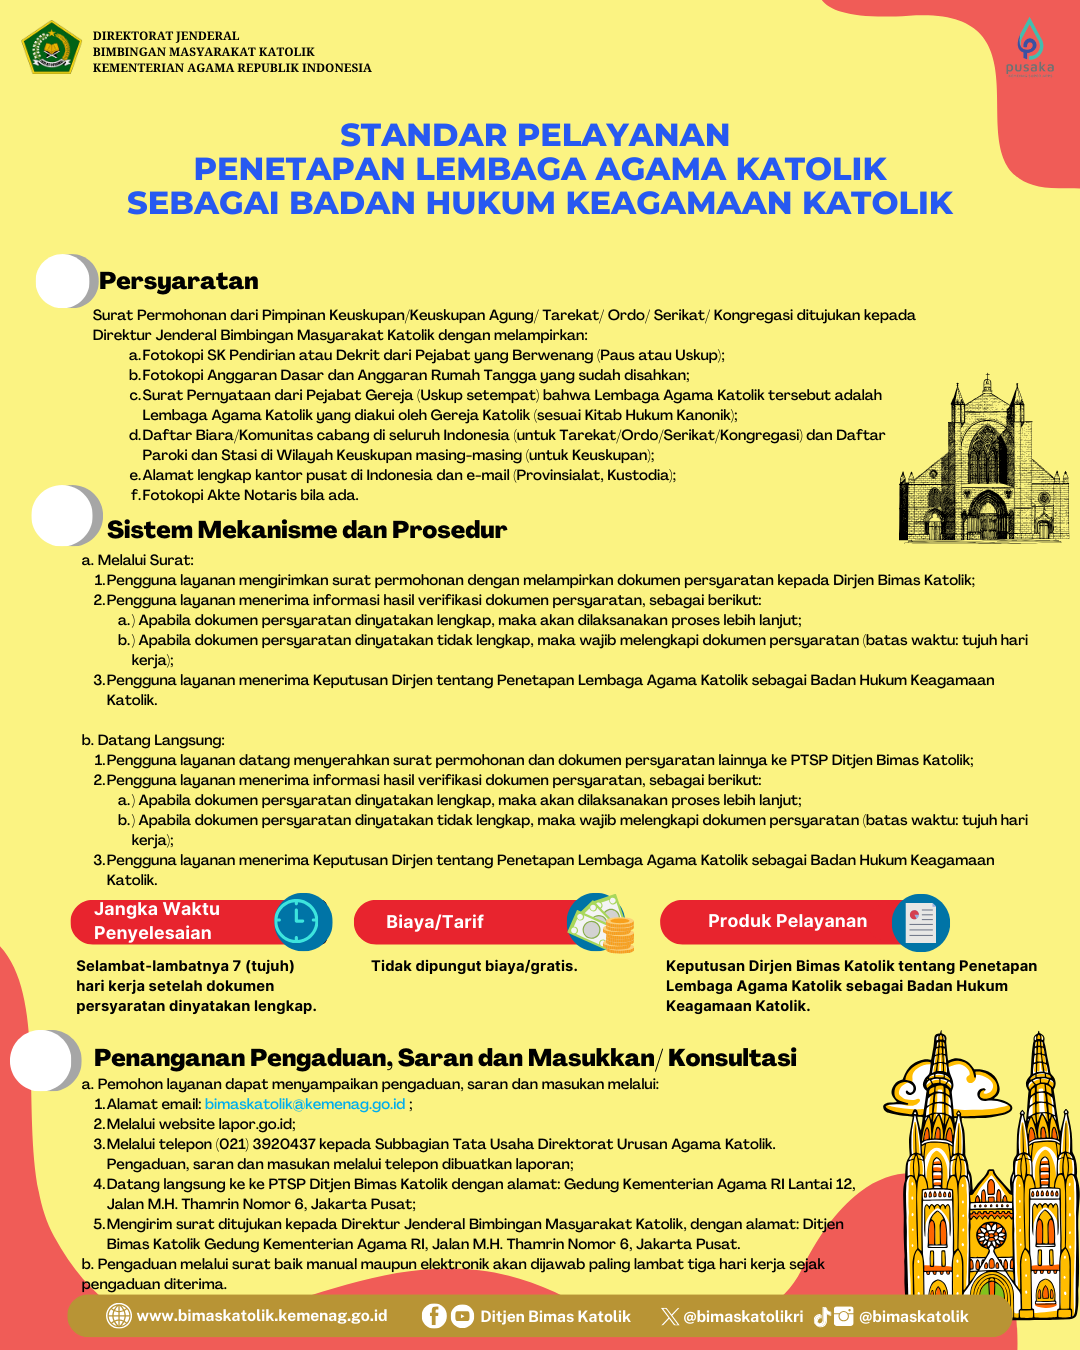 DIREKTORAT JENDERAL
BIMBINGAN MASYARAKAT KATOLIK
KEMENTERIAN AGAMA REPUBLIK INDONESIA
pusaka
STANDAR PELAYANAN
PENETAPAN LEMBAGA AGAMA KATOLIK
SEBAGAI BADAN HUKUM KEAGAMAAN KATOLIK
Persyaratan
Surat Permohonan dari Pimpinan Keuskupan/Keuskupan Agung/ Tarekat/ Ordo/ Serikat/ Kongregasi ditujukan kepada
Direktur Jenderal Bimbingan Masyarakat Katolik dengan melampirkan:
a. Fotokopi SK Pendirian atau Dekrit dari Pejabat yang Berwenang (Paus atau Uskup);
b. Fotokopi Anggaran Dasar dan Anggaran Rumah Tangga yang sudah disahkan;
c. Surat Pernyataan dari Pejabat Gereja (Uskup setempat) bahwa Lembaga Agama Katolik tersebut adalah
Lembaga Agama Katolik yang diakui oleh Gereja Katolik (sesuai Kitab Hukum Kanonik);
d. Daftar Biara/Komunitas cabang di seluruh Indonesia (untuk Tarekat/Ordo/Serikat/Kongregasi) dan Daftar
Paroki dan Stasi di Wilayah Keuskupan masing-masing (untuk Keuskupan);
e. Alamat lengkap kantor pusat di Indonesia dan e-mail (Provinsialat, Kustodia);
f. Fotokopi Akte Notaris bila ada.
Sistem Mekanisme dan Prosedur
a. Melalui Surat:
1. Pengguna layanan mengirimkan surat permohonan dengan melampirkan dokumen persyaratan kepada Dirjen Bimas Katolik;
2. Pengguna layanan menerima informasi hasil verifikasi dokumen persyaratan, sebagai berikut:
a. ) Apabila dokumen persyaratan dinyatakan lengkap, maka akan dilaksanakan proses lebih lanjut;
b. ) Apabila dokumen persyaratan dinyatakan tidak lengkap, maka wajib melengkapi dokumen persyaratan (batas waktu: tujuh hari
kerja);
3. Pengguna layanan menerima Keputusan Dirjen tentang Penetapan Lembaga Agama Katolik sebagai Badan Hukum Keagamaan
Katolik.
b. Datang Langsung:
1. Pengguna layanan datang menyerahkan surat permohonan dan dokumen persyaratan lainnya ke PTSP Ditjen Bimas Katolik;
2. Pengguna layanan menerima informasi hasil verifikasi dokumen persyaratan, sebagai berikut:
a. ) Apabila dokumen persyaratan dinyatakan lengkap, maka akan dilaksanakan proses lebih lanjut;
b. ) Apabila dokumen persyaratan dinyatakan tidak lengkap, maka wajib melengkapi dokumen persyaratan (batas waktu: tujuh hari
kerja);
3. Pengguna layanan menerima Keputusan Dirjen tentang Penetapan Lembaga Agama Katolik sebagai Badan Hukum Keagamaan
Katolik.
Jangka Waktu
Penyelesaian
Selambat-lambatnya 7 (tujuh)
hari kerja setelah dokumen
persyaratan dinyatakan lengkap.
Biaya/Tarif
Tidak dipungut biaya/gratis.
Produk Pelayanan
Keputusan Dirjen Bimas Katolik tentang Penetapan
Lembaga Agama Katolik sebagai Badan Hukum
Keagamaan Katolik.
Penanganan Pengaduan, Saran dan Masukkan/ Konsultasi
a. Pemohon layanan dapat menyampaikan pengaduan, saran dan masukan melalui:
1. Alamat email: bimaskatolik@kemenag.go.id ;
2. Melalui website lapor.go.id;
3. Melalui telepon (021) 3920437 kepada Subbagian Tata Usaha Direktorat Urusan Agama Katolik.
Pengaduan, saran dan masukan melalui telepon dibuatkan laporan;
4. Datang langsung ke ke PTSP Ditjen Bimas Katolik dengan alamat: Gedung Kementerian Agama RI Lantai 12,
Jalan M.H. Thamrin Nomor 6, Jakarta Pusat;
5. Mengirim surat ditujukan kepada Direktur Jenderal Bimbingan Masyarakat Katolik, dengan alamat: Ditjen
Bimas Katolik Gedung Kementerian Agama RI, Jalan M.H. Thamrin Nomor 6, Jakarta Pusat.
b. Pengaduan melalui surat baik manual maupun elektronik akan dijawab paling lambat tiga hari kerja sejak
pengaduan diterima.
www.bimaskatolik.kemenag.go.id
Ditjen Bimas Katolik
@bimaskatolikri
@bimaskatolik